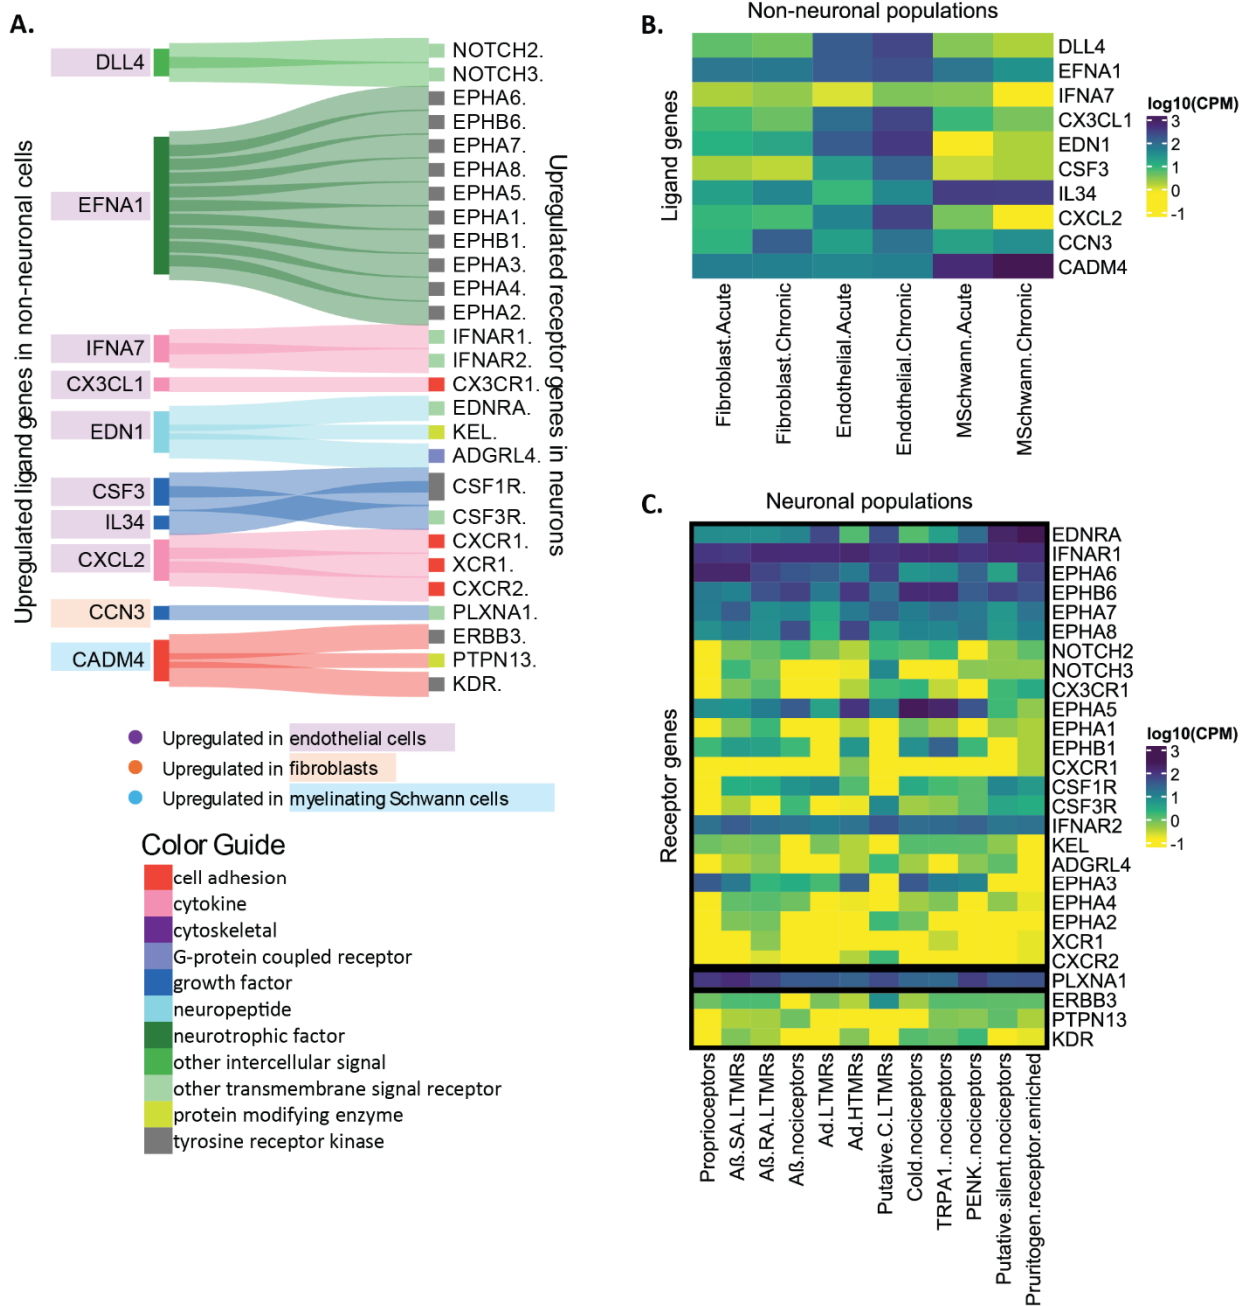 A.
Upregulated ligand genes in non-neuronal cells
DLL4
EFNA1
IFNA7
CX3CL1
EDN1
CSF3
IL34
CXCL2
CCN3
CADM4
NOTCH2.
NOTCH3.
EPHA6.
EPHB6.
EPHA7.
EPHA8.
EPHA5.
EPHA1.
EPHB1.
EPHA3.
EPHA4.
EPHA2.
IFNAR1.
IFNAR2.
CX3CR1.
EDNRA.
KEL.
ADGRL4.
CSF1R.
CSF3R.
CXCR1.
XCR1.
CXCR2.
PLXNA1.
ERBB3.
PTPN13.
KDR.
Upregulated receptor genes in neurons
Upregulated in endothelial cells
Upregulated in fibroblasts
Upregulated in myelinating Schwann cells
Color Guide
cell adhesion
cytokine
cytoskeletal
G-protein coupled receptor
growth factor
neuropeptide
neurotrophic factor
other intercellular signal
other transmembrane signal receptor
protein modifying enzyme
tyrosine receptor kinase
B.
Non-neuronal populations
Ligand genes
DLL4
EFNA1
IFNA7
CX3CL1
EDN1
CSF3
IL34
CXCL2
CCN3
CADM4
Fibroblast.Acute
Fibroblast.Chronic
Endothelial.Acute
Endothelial.Chronic
MSchwann.Acute
MSchwann.Chronic
log10(CPM)
3
2
1
0
-1
C.
Neuronal populations
Receptor genes
EDNRA
IFNAR1
EPHA6
EPHB6
EPHA7
EPHA8
NOTCH2
NOTCH3
CX3CR1
EPHA5
EPHA1
EPHB1
CXCR1
CSF1R
CSF3R
IFNAR2
KEL
ADGRL4
EPHA3
EPHA4
EPHA2
XCR1
CXCR2
PLXNA1
ERBB3
PTPN13
KDR
Proprioceptors
Aß.SA.LTMRs
Aß.RA.LTMRs
Aß.nociceptors
Ad.LTMRs
Ad.HTMRs
Putative.C.LTMRs
Cold.nociceptors
TRPA1..nociceptors
PENK..nociceptors
Putative.silent.nociceptors
Pruritogen.receptor.enriched
log10(CPM)
3
2
1
0
-1